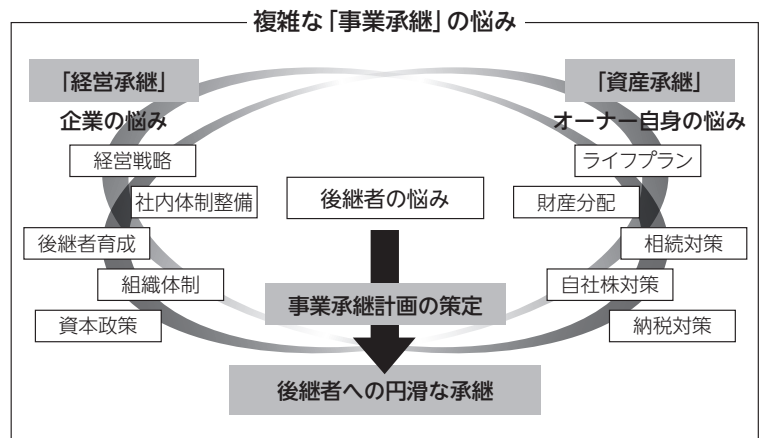 複雑な「事業承継」の悩み
「経営承継」
企業の悩み
経営戦略
社内体制整備
後継者育成
組織体制
資本政策
後継者の悩み
事業承継計画の策定
後継者への円滑な承継
「資産承継」
オーナー自身の悩み
ライフプラン
財産分配
相続対策
自社株対策
納税対策